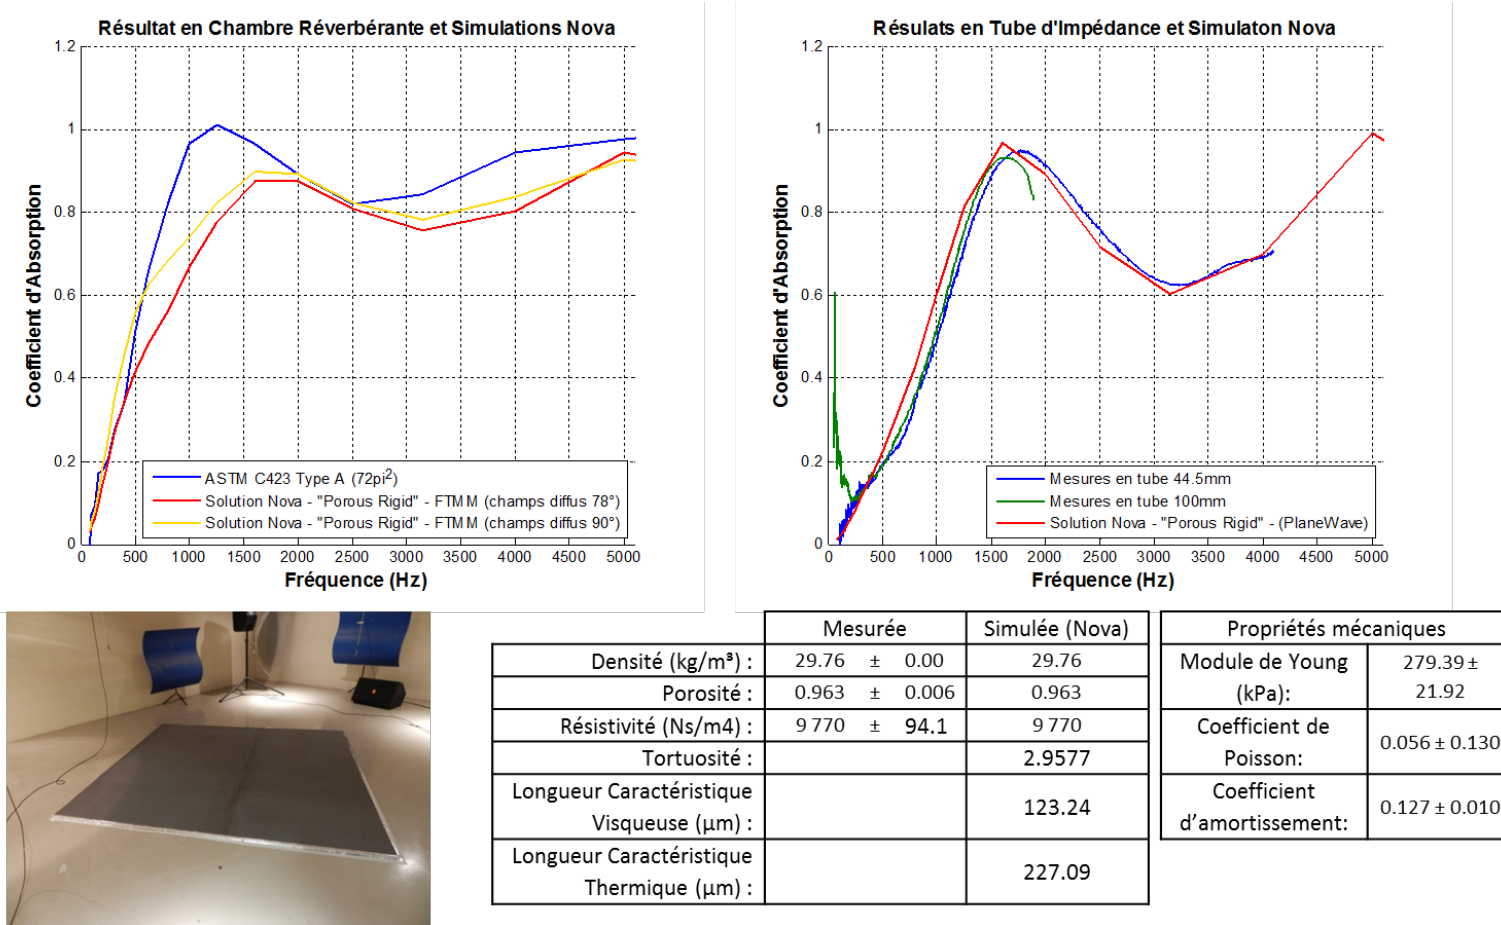 Résultat en Chambre Réverbérante et Simulations Nova
1.2
1
0.8
0.6
0.4
0.2
0
Coefficient d'Absorption
ASTM C423 Type A (72pi2)
Solution Nova - "Porous Rigid" - FTMM (champs diffus 78°)
Solution Nova - "Porous Rigid" - FTMM (champs diffus 90°)
0 500 1000 1500 2000 2500 3000 3500 4000 4500 5000
Fréquence (Hz)
Résulats en Tube d'Impédance et Simulaton Nova
1.2
1
0.8
0.6
0.4
0.2
0
Coefficient d'Absorption
Mesures en tube 44.5mm
Mesures en tube 100mm
Solution Nova - "Porous Rigid" - (PlaneWave)
0 500 1000 1500 2000 2500 3000 3500 4000 4500 5000
Fréquence (Hz)
Mesurée Simulée (Nova)
Densité (kg/m³) : 29.76 ± 0.00 29.76
Porosité : 0.963 ± 0.006 0.963
Résistivité (Ns/m4) : 9 770 ± 94.1 9 770
Tortuosité : 2.9577
Longueur Caractéristique
Visqueuse (µm) : 123.24
Longueur Caractéristique
Thermique (µm) : 227.09
Propriétés mécaniques
Module de Young 279.39 ±
(kPa): 21.92
Coefficient de
Poisson: 0.056 ± 0.130
Coefficient
d'amortissement: 0.127 ± 0.010